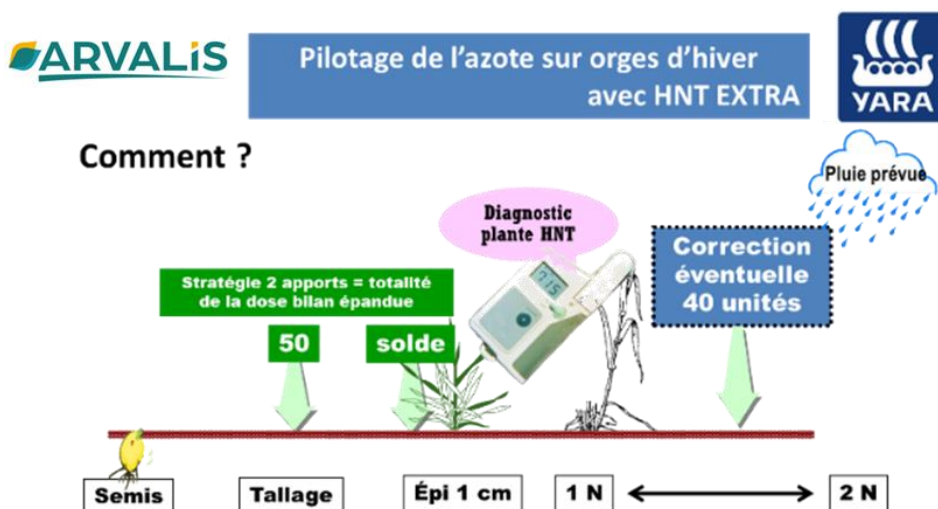 ARVALIS
Pilotage de l'azote sur orges d'hiver
avec HNT EXTRA
YARA
Comment ?
Pluie prévue
Diagnostic
plante HNT
Correction
éventuelle
40 unités
Stratégie 2 apports = totalité
de la dose bilan épandue
50
solde
715
Semis
Tallage
Épi 1 cm
1 N
2 N